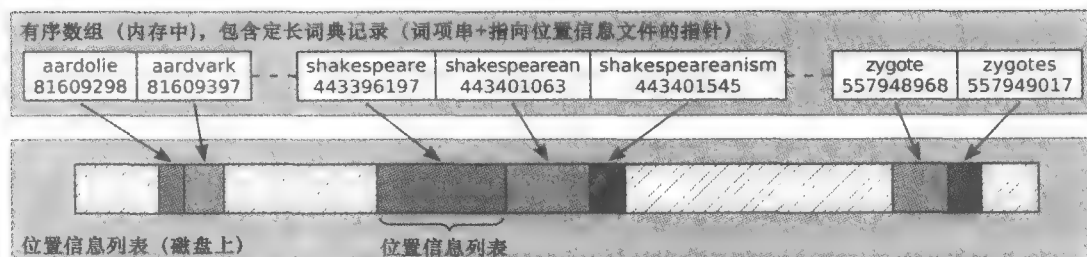 有序数组（内存中），包含定长词典记录（词项串+指向位置信息文件的指针）
aardolie aardvark shakespeare shakespearean shakespeareanism zygote zygotes
81609298 81609397 443396197 443401063 443401545 557948968 557949017
位置信息列表（磁盘上） 位置信息列表